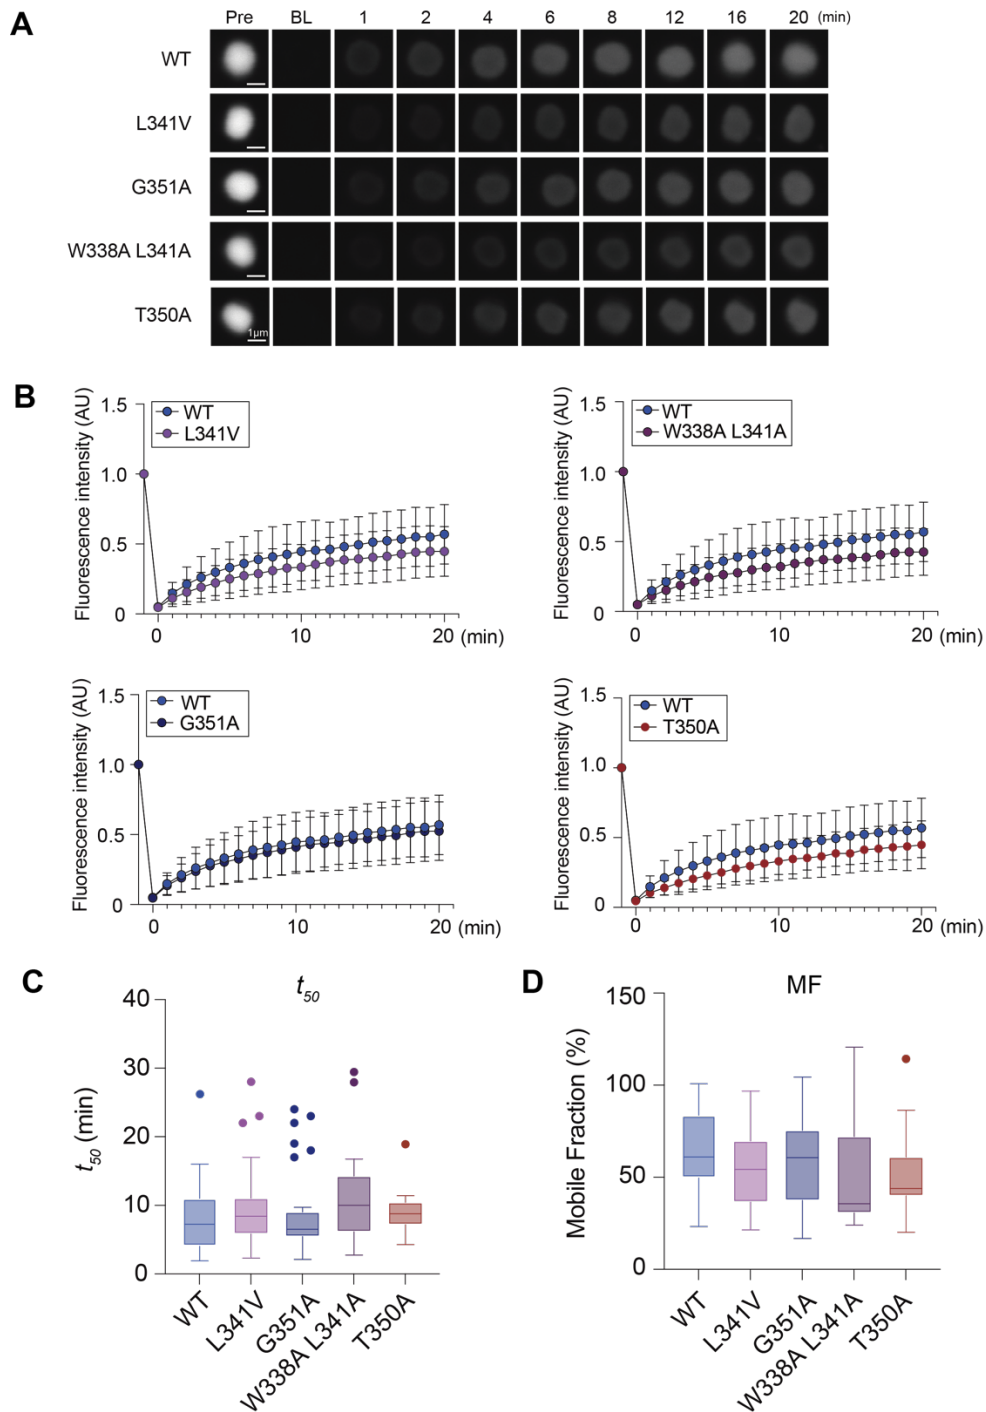 A
Pre BL 1 2 4 6 8 12 16 20 (min)
WT
L341V
G351A
W338A L341A
T350A
1µm
B
Fluorescence intensity (AU)
1.5
1.0
0.5
0
WT
L341V
0 10 20 (min)
Fluorescence intensity (AU)
1.5
1.0
0.5
0
WT
W338A L341A
0 10 20 (min)
Fluorescence intensity (AU)
1.5
1.0
0.5
0
WT
G351A
0 10 20 (min)
Fluorescence intensity (AU)
1.5
1.0
0.5
0
WT
T350A
0 10 20 (min)
C
t50
t50 (min)
40
30
20
10
0
WT
L341V
G351A
W338A L341A
T350A
D
MF
Mobile Fraction (%)
150
100
50
0
WT
L341V
G351A
W338A L341A
T350A